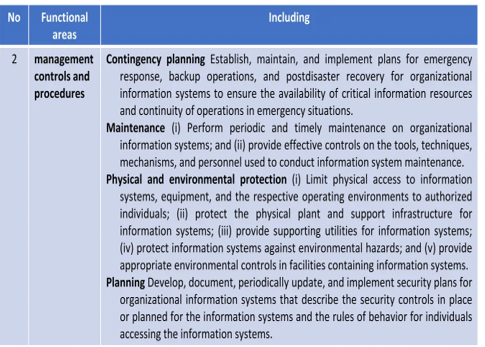 No Functional areas Including
2 management controls and procedures
Contingency planning Establish, maintain, and implement plans for emergency
response, backup operations, and postdisaster recovery for organizational
information systems to ensure the availability of critical information resources
and continuity of operations in emergency situations.
Maintenance (i) Perform periodic and timely maintenance on organizational
information systems; and (ii) provide effective controls on the tools, techniques,
mechanisms, and personnel used to conduct information system maintenance.
Physical and environmental protection (i) Limit physical access to information
systems, equipment, and the respective operating environments to authorized
individuals; (ii) protect the physical plant and support infrastructure for
information systems; (iii) provide supporting utilities for information systems;
(iv) protect information systems against environmental hazards; and (v) provide
appropriate environmental controls in facilities containing information systems.
Planning Develop, document, periodically update, and implement security plans for
organizational information systems that describe the security controls in place
or planned for the information systems and the rules of behavior for individuals
accessing the information systems.